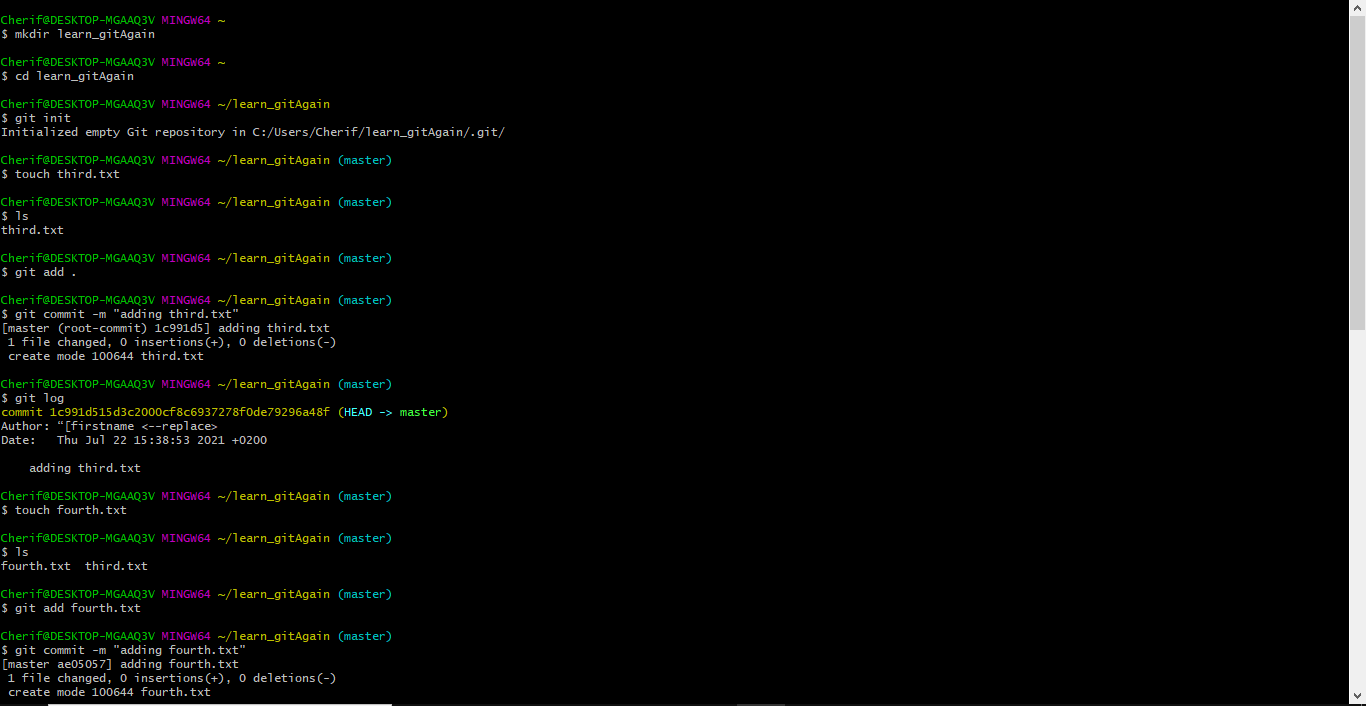 Cherif@DESKTOP-MGAAQ3V MINGW64 ~
$ mkdir learn_gitAgain
Cherif@DESKTOP-MGAAQ3V MINGW64 ~
$ cd learn_gitAgain
Cherif@DESKTOP-MGAAQ3V MINGW64 ~/learn_gitAgain
$ git init
Initialized empty Git repository in C:/Users/Cherif/learn_gitAgain/.git/
Cherif@DESKTOP-MGAAQ3V MINGW64 ~/learn_gitAgain (master)
$ touch third.txt
Cherif@DESKTOP-MGAAQ3V MINGW64 ~/learn_gitAgain (master)
$ ls
third.txt
Cherif@DESKTOP-MGAAQ3V MINGW64 ~/learn_gitAgain (master)
$ git add .
Cherif@DESKTOP-MGAAQ3V MINGW64 ~/learn_gitAgain (master)
$ git commit -m "adding third.txt"
[master (root-commit) 1c991d5] adding third.txt
 1 file changed, 0 insertions(+), 0 deletions(-)
 create mode 100644 third.txt
Cherif@DESKTOP-MGAAQ3V MINGW64 ~/learn_gitAgain (master)
$ git log
commit 1c991d515d3c2000cf8c6937278f0de79296a48f (HEAD -> master)
Author: “[firstname <--replace>
Date:   Thu Jul 22 15:38:53 2021 +0200
    adding third.txt
Cherif@DESKTOP-MGAAQ3V MINGW64 ~/learn_gitAgain (master)
$ touch fourth.txt
Cherif@DESKTOP-MGAAQ3V MINGW64 ~/learn_gitAgain (master)
$ ls
fourth.txt  third.txt
Cherif@DESKTOP-MGAAQ3V MINGW64 ~/learn_gitAgain (master)
$ git add fourth.txt
Cherif@DESKTOP-MGAAQ3V MINGW64 ~/learn_gitAgain (master)
$ git commit -m "adding fourth.txt"
[master ae05057] adding fourth.txt
 1 file changed, 0 insertions(+), 0 deletions(-)
 create mode 100644 fourth.txt